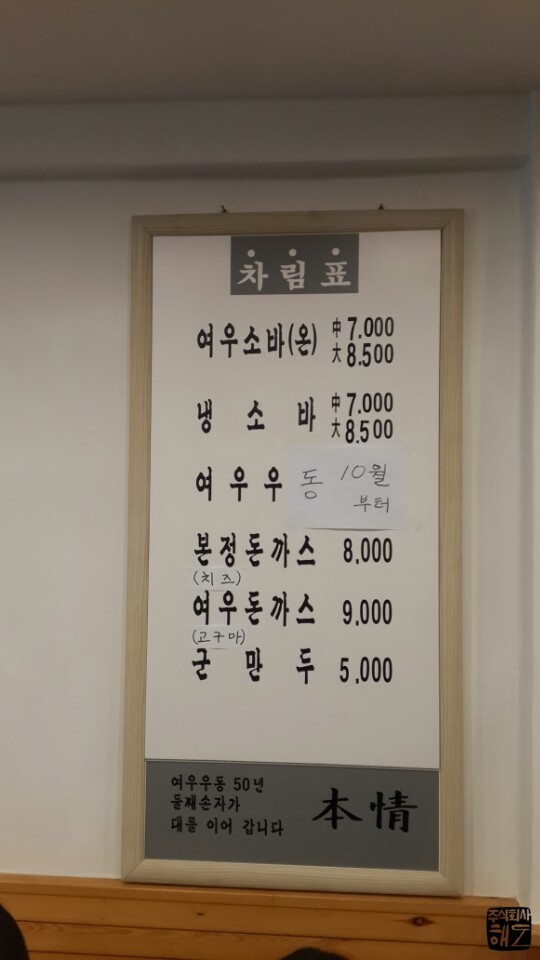 차림표
여우소바(온) 中 7.000
大 8.500
냉소바 中 7.000
大 8.500
여우우동 10월
부터
본정돈까스 8,000
(치즈)
여우돈까스 9,000
(고구마)
군만두 5,000
여우우동 50년
둘째손자가
대를 이어 갑니다
本情
주식회사
해두